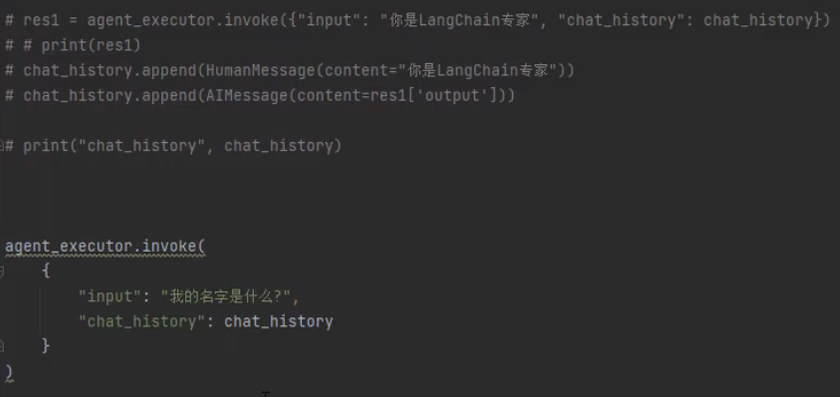 # res1 = agent_executor.invoke({"input": "你是LangChain专家", "chat_history": chat_history})
# # print(res1)
# chat_history.append(HumanMessage(content="你是LangChain专家"))
# chat_history.append(AIMessage(content=res1['output']))
# print("chat_history", chat_history)
agent_executor.invoke(
{
"input": "我的名字是什么?",
"chat_history": chat_history
}
)